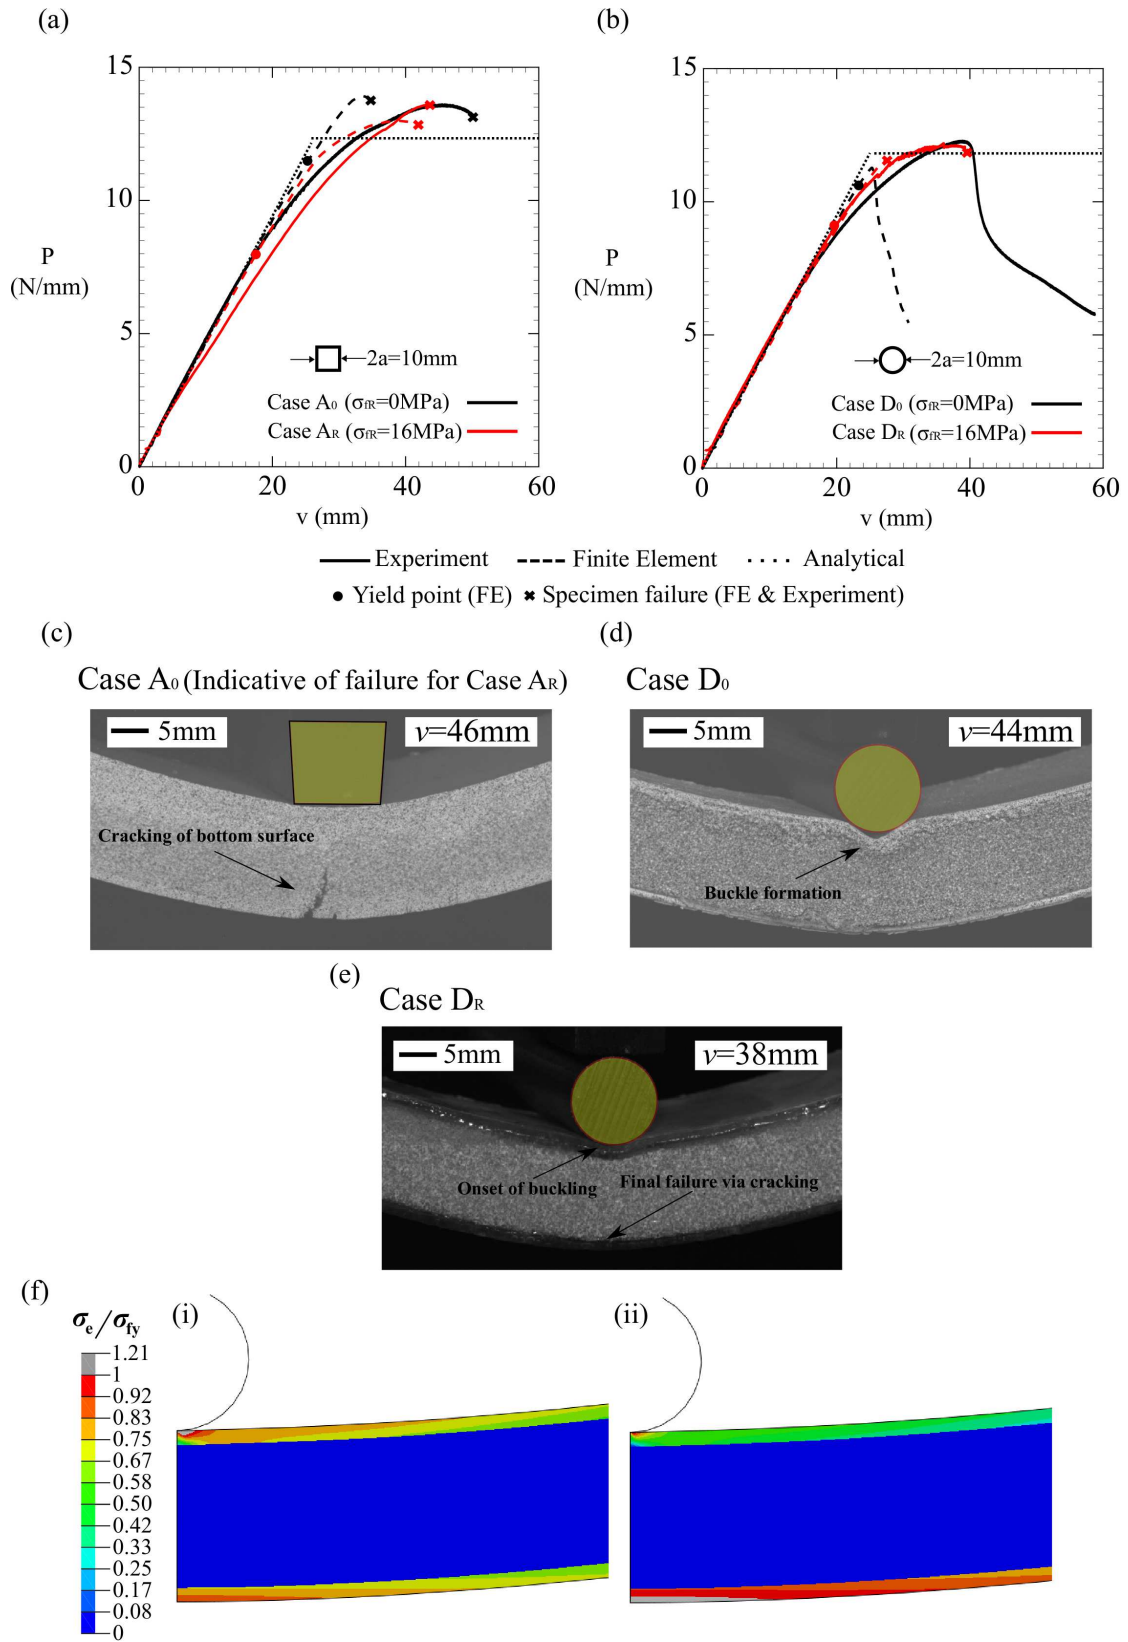 (a)
15
10
P
(N/mm)
5
0
2a=10mm
Case A0 (σfR=0MPa)
Case AR (σfR=16MPa)
0 20 40 60
v (mm)
(b)
15
10
P
(N/mm)
5
0
2a=10mm
Case D0 (σfR=0MPa)
Case DR (σfR=16MPa)
0 20 40 60
v (mm)
Experiment Finite Element Analytical
Yield point (FE) Specimen failure (FE & Experiment)
(c)
Case A0 (Indicative of failure for Case AR)
5mm v=46mm
Cracking of bottom surface
(d)
Case D0
5mm v=44mm
Buckle formation
(e)
Case DR
5mm v=38mm
Onset of buckling
Final failure via cracking
(f)
σe/σfy
1.21
1
0.92
0.83
0.75
0.67
0.58
0.50
0.42
0.33
0.25
0.17
0.08
0
(i)
(ii)